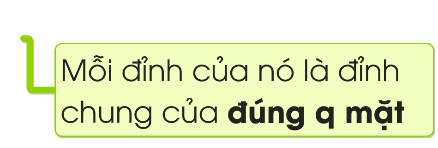 Mỗi đỉnh của nó là đỉnh
chung của đúng q mặt